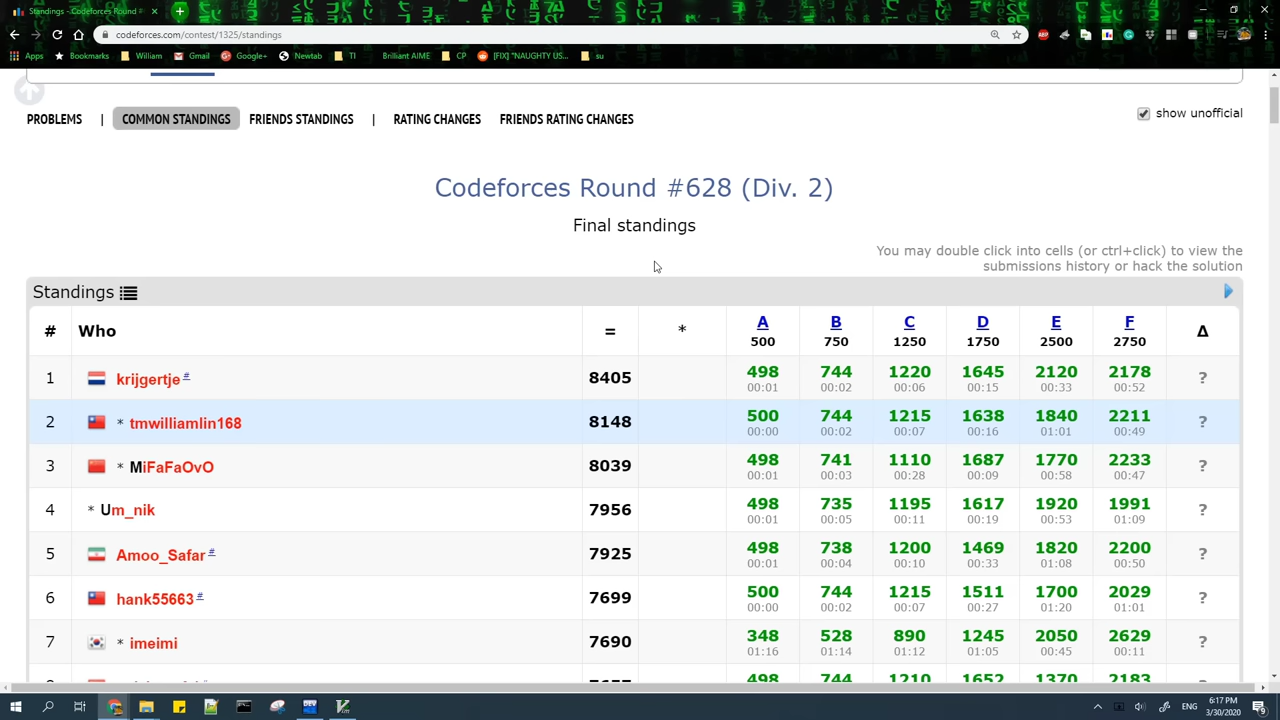 Standings - Codeforces Round #
codeforces.com/contest/1325/standings
Apps Bookmarks William Gmail Google+ Newtab TI Brilliant AIME CP [FIX] "NAUGHTY US... su
PROBLEMS | COMMON STANDINGS FRIENDS STANDINGS | RATING CHANGES FRIENDS RATING CHANGES
show unofficial
Codeforces Round #628 (Div. 2)
Final standings
You may double click into cells (or ctrl+click) to view the
submissions history or hack the solution
Standings
# Who = * A B C D E F Δ
500 750 1250 1750 2500 2750
1 krijgertje # 8405 498 744 1220 1645 2120 2178 ?
00:01 00:02 00:06 00:15 00:33 00:52
2 * tmwilliamlin168 8148 500 744 1215 1638 1840 2211 ?
00:00 00:02 00:07 00:16 01:01 00:49
3 * MiFaFaOvO 8039 498 741 1110 1687 1770 2233 ?
00:01 00:03 00:28 00:09 00:58 00:47
4 * Um_nik 7956 498 735 1195 1617 1920 1991 ?
00:01 00:05 00:11 00:19 00:53 01:09
5 Amoo_Safar # 7925 498 738 1200 1469 1820 2200 ?
00:01 00:04 00:10 00:33 01:08 00:50
6 hank55663 # 7699 500 744 1215 1511 1700 2029 ?
00:00 00:02 00:07 00:27 01:20 01:01
7 * imeimi 7690 348 528 890 1245 2050 2629 ?
01:16 01:14 01:12 01:05 00:45 00:11
498 744 1210 1652 1370 2183
ENG 6:17 PM
3/30/2020